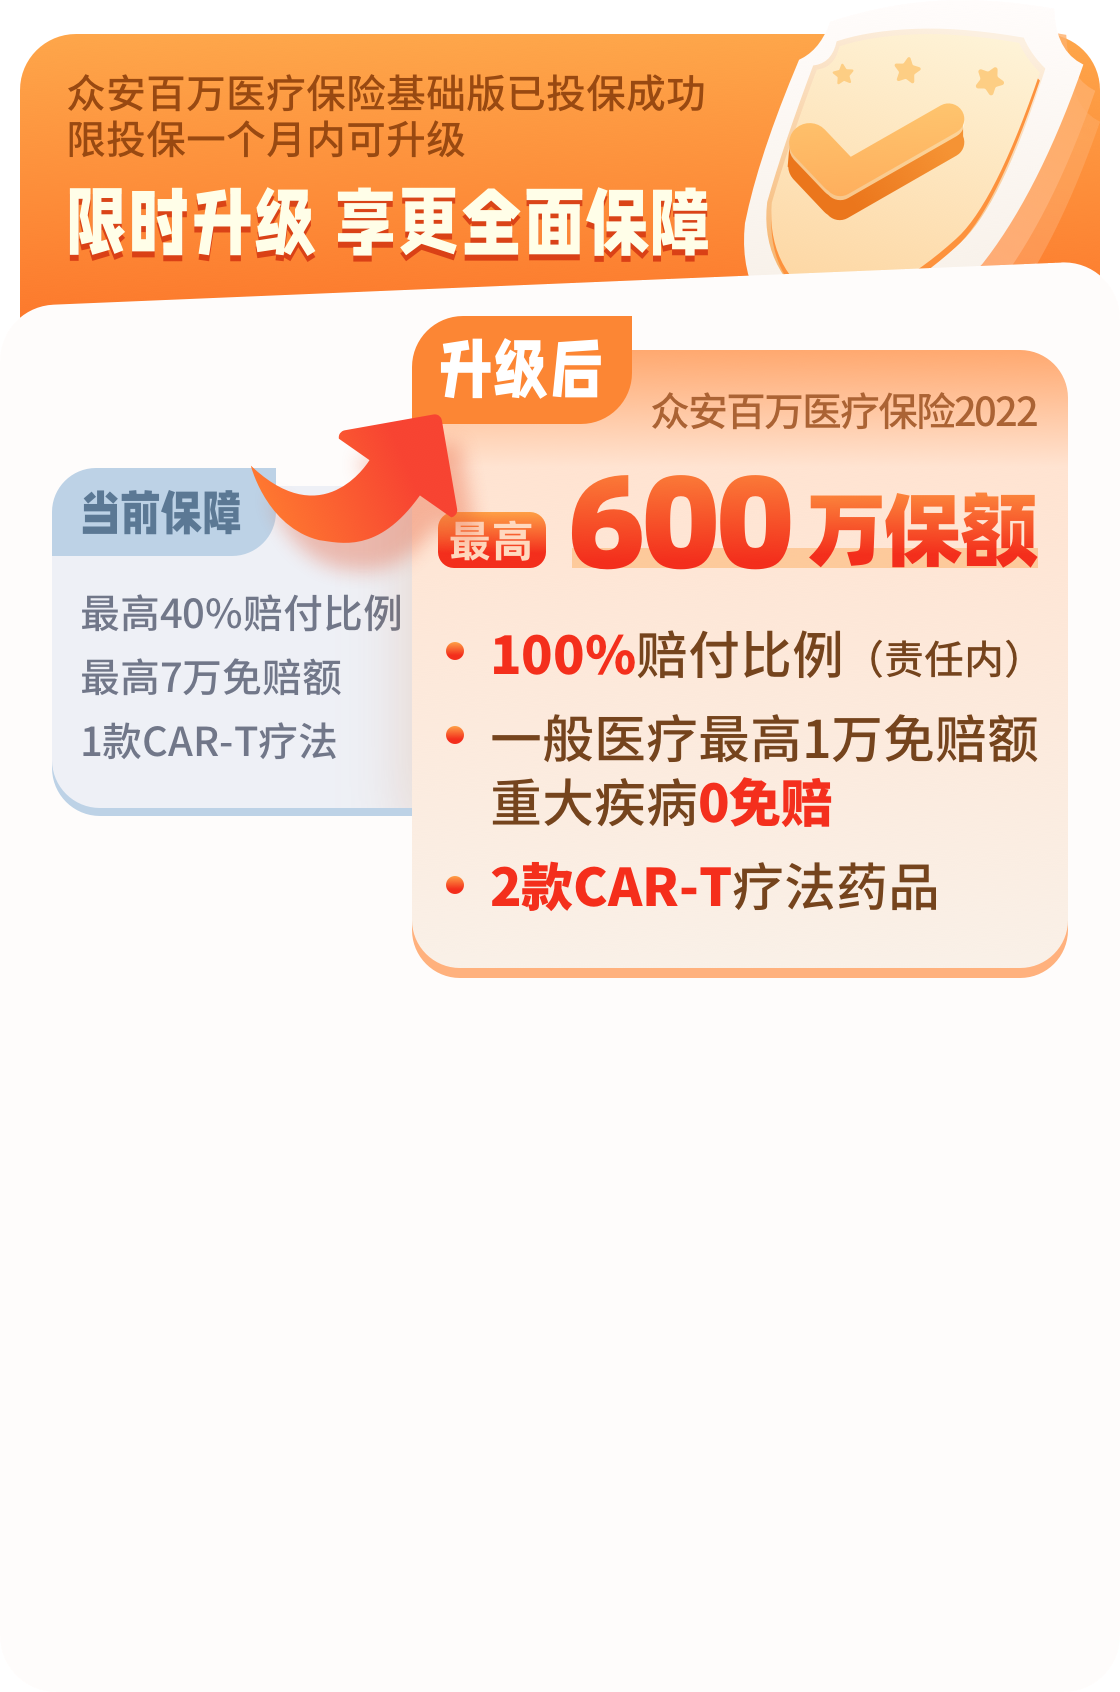 众安百万医疗保险基础版已投保成功
限投保一个月内可升级
限时升级 享更全面保障
升级后
众安百万医疗保险2022
当前保障
最高 600 万保额
最高40%赔付比例
最高7万免赔额
1款CAR-T疗法
100%赔付比例（责任内）
一般医疗最高1万免赔额
重大疾病0免赔
2款CAR-T疗法药品